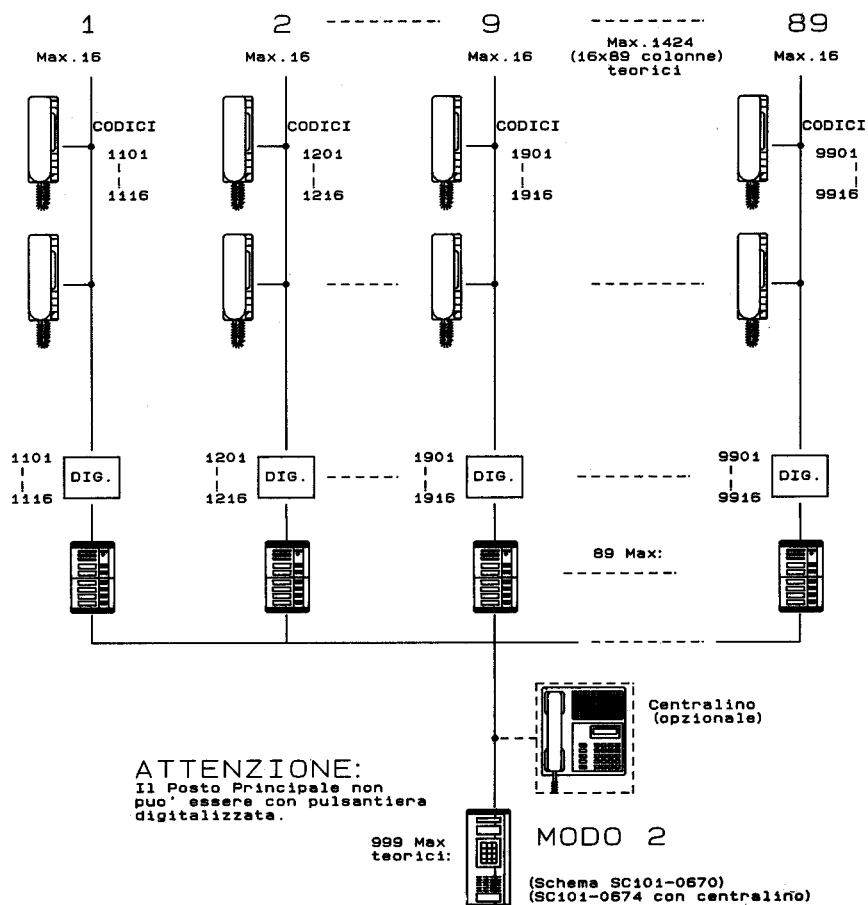 1
2
9
89
Max.16
Max.16
Max.1424
(16x89 colonne)
teorici
Max.16
Max.16
CODICI
1101
1116
CODICI
1201
1216
CODICI
1901
1916
CODICI
9901
9916
1101
1116
DIG.
1201
1216
DIG.
1901
1916
DIG.
9901
9916
DIG.
89 Max:
Centralino
(opzionale)
ATTENZIONE:
Il Posto Principale non
puo' essere con pulsantiera
digitalizzata.
999 Max
teorici:
MODO 2
(Schema SC101-0670)
(SC101-0674 con centralino)